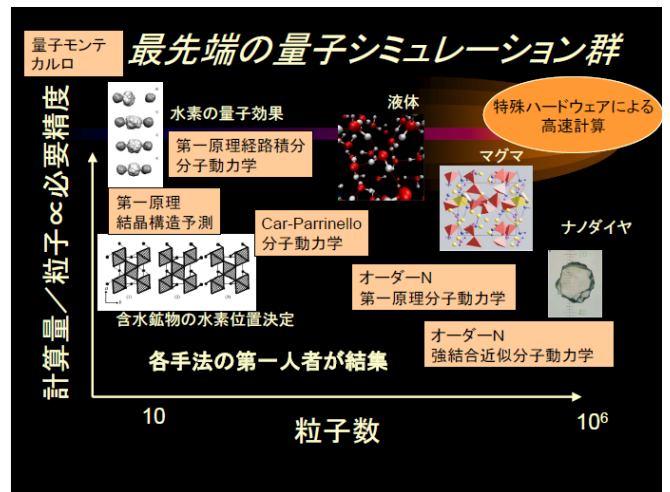 量子モンテ
カルロ
最先端の量子シミュレーション群
水素の量子効果
液体
特殊ハードウェアによる
高速計算
第一原理経路積分
分子動力学
マグマ
第一原理
結晶構造予測
Car-Parrinello
分子動力学
ナノダイヤ
オーダーN
第一原理分子動力学
含水鉱物の水素位置決定
オーダーN
強結合近似分子動力学
各手法の第一人者が結集
計算量／粒子∝必要精度
10
粒子数
10⁶